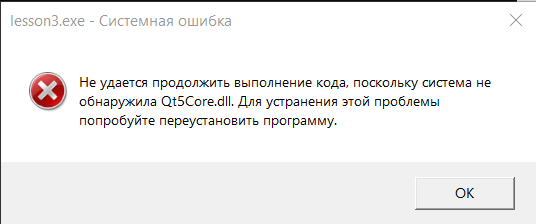 lesson3.exe - Системная ошибка
Не удается продолжить выполнение кода, поскольку система не
обнаружила Qt5Core.dll. Для устранения этой проблемы
попробуйте переустановить программу.
OK